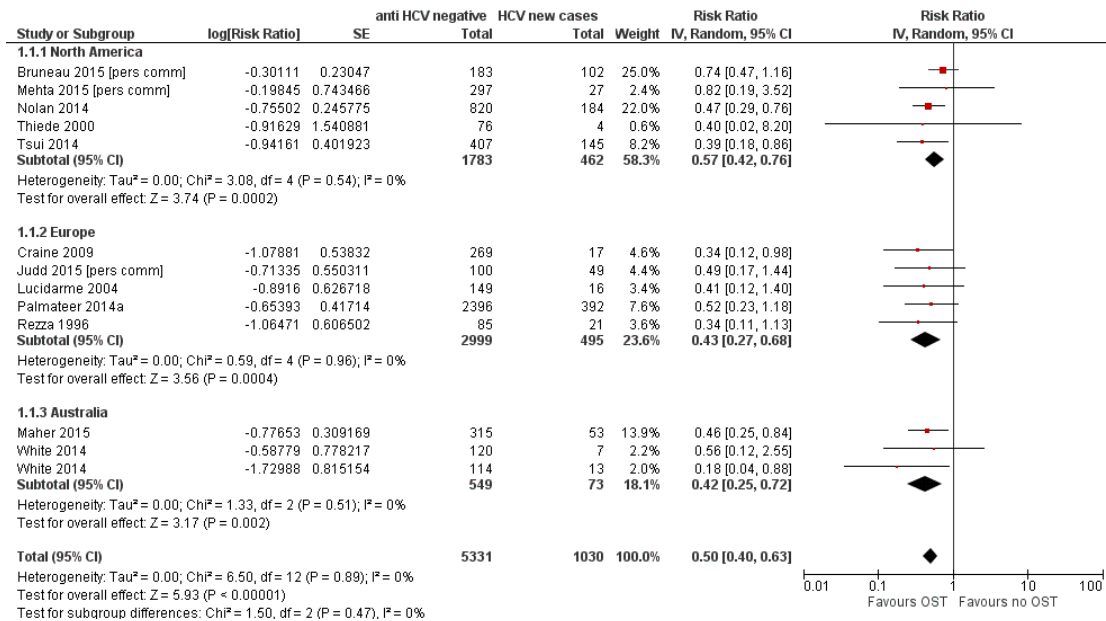 anti HCV negative HCV new cases Risk Ratio Risk Ratio
Study or Subgroup log[Risk Ratio] SE Total Total Weight IV, Random, 95% CI IV, Random, 95% CI
1.1.1 North America
Bruneau 2015 [pers comm] -0.30111 0.23047 183 102 25.0% 0.74 [0.47, 1.16]
Mehta 2015 [pers comm] -0.19845 0.743466 297 27 2.4% 0.82 [0.19, 3.52]
Nolan 2014 -0.75502 0.245775 820 184 22.0% 0.47 [0.29, 0.76]
Thiede 2000 -0.91629 1.540881 76 4 0.6% 0.40 [0.02, 8.20]
Tsui 2014 -0.94161 0.401923 407 145 8.2% 0.39 [0.18, 0.86]
Subtotal (95% CI) 1783 462 58.3% 0.57 [0.42, 0.76]
Heterogeneity: Tau² = 0.00; Chi² = 3.08, df = 4 (P = 0.54); I² = 0%
Test for overall effect: Z = 3.74 (P = 0.0002)
1.1.2 Europe
Craine 2009 -1.07881 0.53832 269 17 4.6% 0.34 [0.12, 0.98]
Judd 2015 [pers comm] -0.71335 0.550311 100 49 4.4% 0.49 [0.17, 1.44]
Lucidarme 2004 -0.8916 0.626718 149 16 3.4% 0.41 [0.12, 1.40]
Palmateer 2014a -0.65393 0.41714 2396 392 7.6% 0.52 [0.23, 1.18]
Rezza 1996 -1.06471 0.606502 85 21 3.6% 0.34 [0.11, 1.13]
Subtotal (95% CI) 2999 495 23.6% 0.43 [0.27, 0.68]
Heterogeneity: Tau² = 0.00; Chi² = 0.59, df = 4 (P = 0.96); I² = 0%
Test for overall effect: Z = 3.56 (P = 0.0004)
1.1.3 Australia
Maher 2015 -0.77653 0.309169 315 53 13.9% 0.46 [0.25, 0.84]
White 2014 -0.58779 0.778217 120 7 2.2% 0.56 [0.12, 2.55]
White 2014 -1.72988 0.815154 114 13 2.0% 0.18 [0.04, 0.88]
Subtotal (95% CI) 549 73 18.1% 0.42 [0.25, 0.72]
Heterogeneity: Tau² = 0.00; Chi² = 1.33, df = 2 (P = 0.51); I² = 0%
Test for overall effect: Z = 3.17 (P = 0.002)
Total (95% CI) 5331 1030 100.0% 0.50 [0.40, 0.63]
Heterogeneity: Tau² = 0.00; Chi² = 6.50, df = 12 (P = 0.89); I² = 0%
Test for overall effect: Z = 5.93 (P < 0.00001)
Test for subgroup differences: Chi² = 1.50, df = 2 (P = 0.47), I² = 0%
0.01 0.1 1 10 100
Favours OST Favours no OST